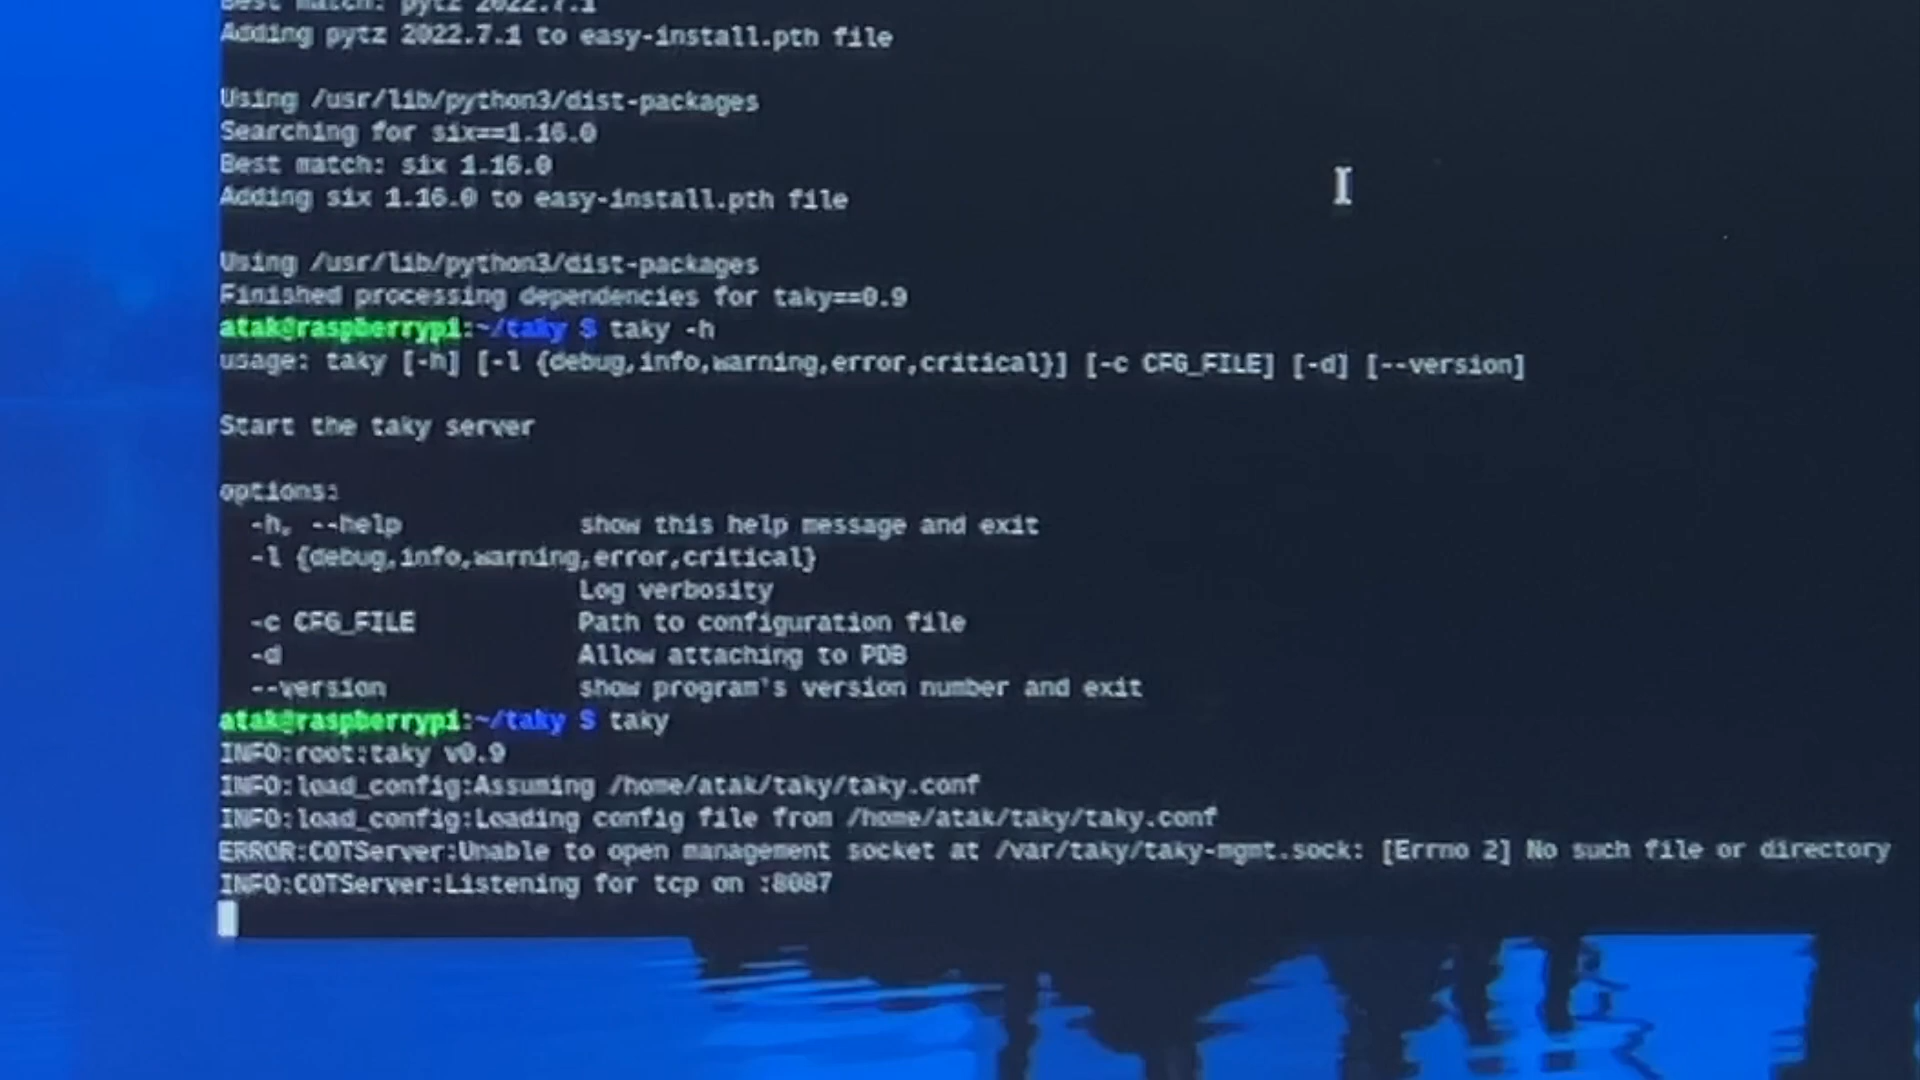 Best match: pytz 2022.7.1
Adding pytz 2022.7.1 to easy-install.pth file
Using /usr/lib/python3/dist-packages
Searching for six==1.16.0
Best match: six 1.16.0
Adding six 1.16.0 to easy-install.pth file
Using /usr/lib/python3/dist-packages
Finished processing dependencies for taky==0.9
atak@raspberrypi:~/taky $ taky -h
usage: taky [-h] [-l {debug,info,warning,error,critical}] [-c CFG_FILE] [-d] [--version]
Start the taky server
options:
-h, --help show this help message and exit
-l {debug,info,warning,error,critical}
Log verbosity
-c CFG_FILE Path to configuration file
-d Allow attaching to PDB
--version show program's version number and exit
atak@raspberrypi:~/taky $ taky
INFO:root:taky v0.9
INFO:load_config:Assuming /home/atak/taky/taky.conf
INFO:load_config:Loading config file from /home/atak/taky/taky.conf
ERROR:COTServer:Unable to open management socket at /var/taky/taky-mgmt.sock: [Errno 2] No such file or directory
INFO:COTServer:Listening for tcp on :8087